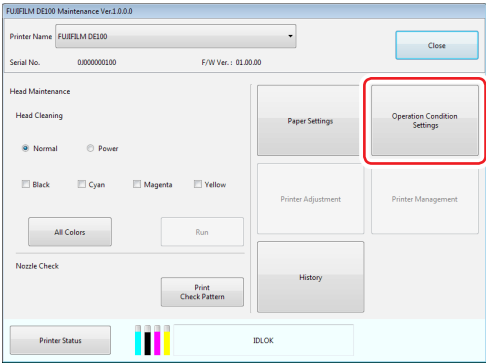 FUJIFILM DE100 Maintenance Ver.1.0.0.0
Printer Name FUJIFILM DE100
Close
Serial No. 0J000000100 F/W Ver. : 01.00.00
Head Maintenance
Head Cleaning
Normal Power
Black Cyan Magenta Yellow
All Colors Run
Nozzle Check
Print
Check Pattern
Paper Settings
Operation Condition
Settings
Printer Adjustment
Printer Management
History
Printer Status
IDLOK